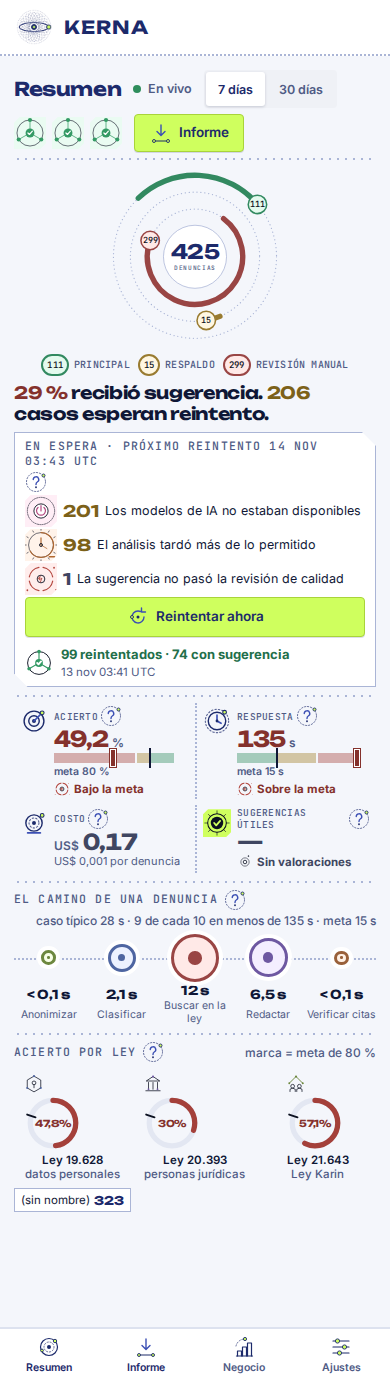 KERNA
Resumen
En vivo
7 días
30 días
Informe
111
299
425
DENUNCIAS
15
111 PRINCIPAL
15 RESPALDO
299 REVISIÓN MANUAL
29 % recibió sugerencia. 206
casos esperan reintento.
EN ESPERA · PRÓXIMO REINTENTO 14 NOV
03:43 UTC
?
201 Los modelos de IA no estaban disponibles
98 El análisis tardó más de lo permitido
1 La sugerencia no pasó la revisión de calidad
Reintentar ahora
99 reintentados · 74 con sugerencia
13 nov 03:41 UTC
ACIERTO ?
49,2 %
meta 80 %
Bajo la meta
RESPUESTA ?
135 s
meta 15 s
Sobre la meta
COSTO ?
US$ 0,17
US$ 0,001 por denuncia
SUGERENCIAS
ÚTILES
?
—
Sin valoraciones
EL CAMINO DE UNA DENUNCIA ?
caso típico 28 s · 9 de cada 10 en menos de 135 s · meta 15 s
<0,1 s
Anonimizar
2,1 s
Clasificar
12 s
Buscar en la
ley
6,5 s
Redactar
<0,1 s
Verificar citas
ACIERTO POR LEY ?
marca = meta de 80 %
47,8%
Ley 19.628
datos personales
30%
Ley 20.393
personas jurídicas
57,1%
Ley 21.643
Ley Karin
(sin nombre) 323
Resumen
Informe
Negocio
Ajustes